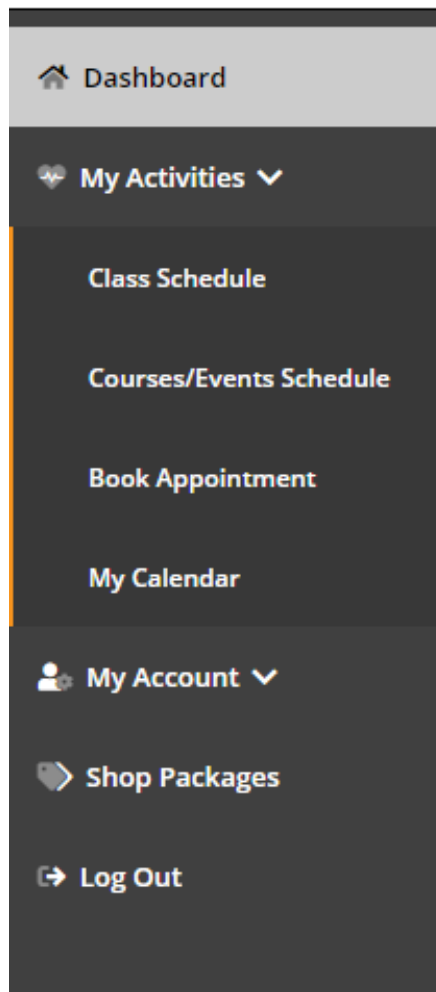 Dashboard
My Activities
Class Schedule
Courses/Events Schedule
Book Appointment
My Calendar
My Account
Shop Packages
Log Out